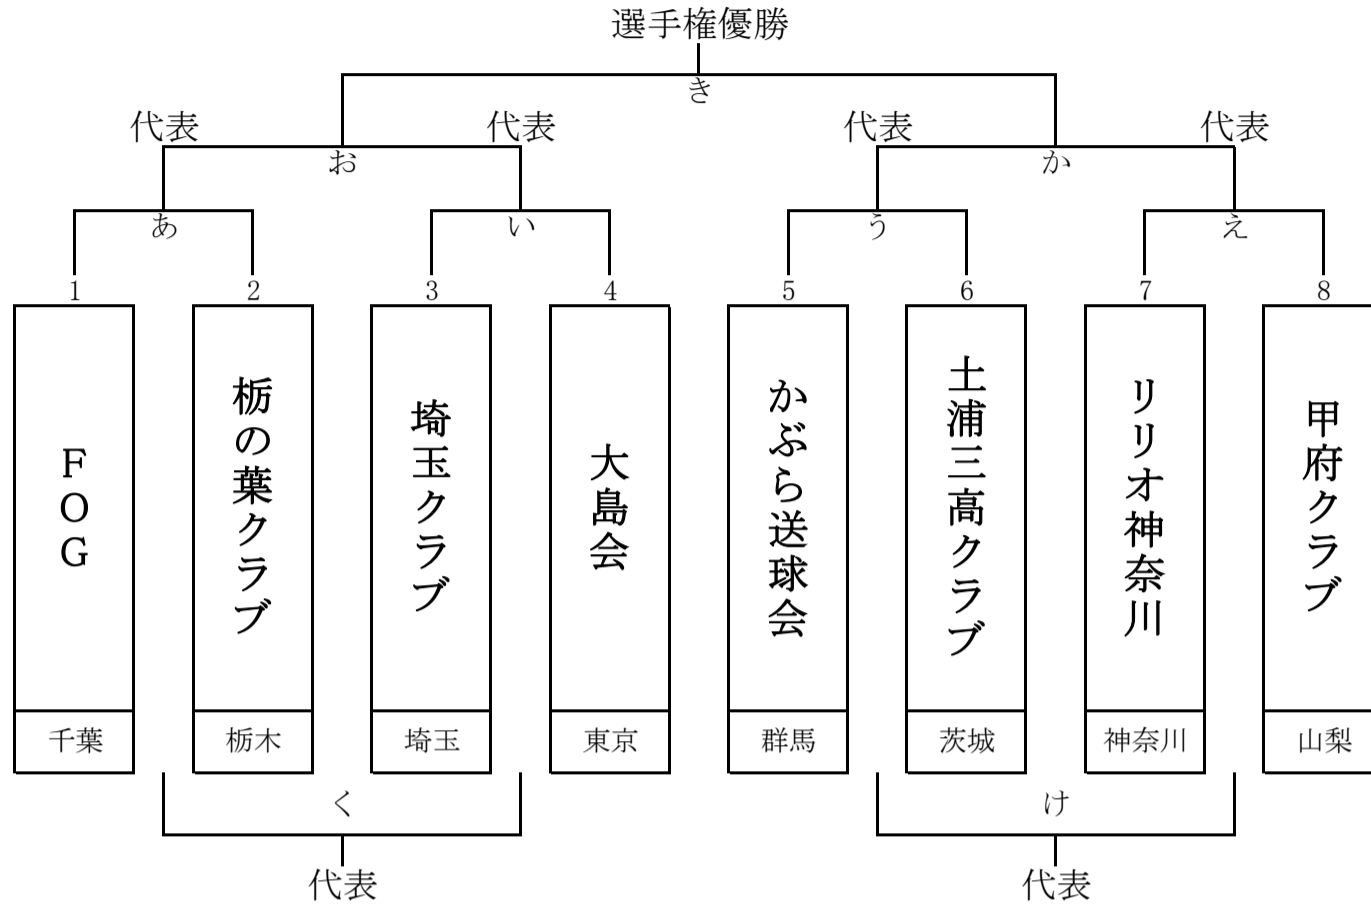 選手権優勝
き
代表 代表 代表 代表
お か
あ い う え
1 2 3 4 5 6 7 8
FOG
栃の葉クラブ
埼玉クラブ
大島会
かぶら送球会
土浦三高クラブ
リリオ神奈川
甲府クラブ
千葉 栃木 埼玉 東京 群馬 茨城 神奈川 山梨
く け
代表 代表